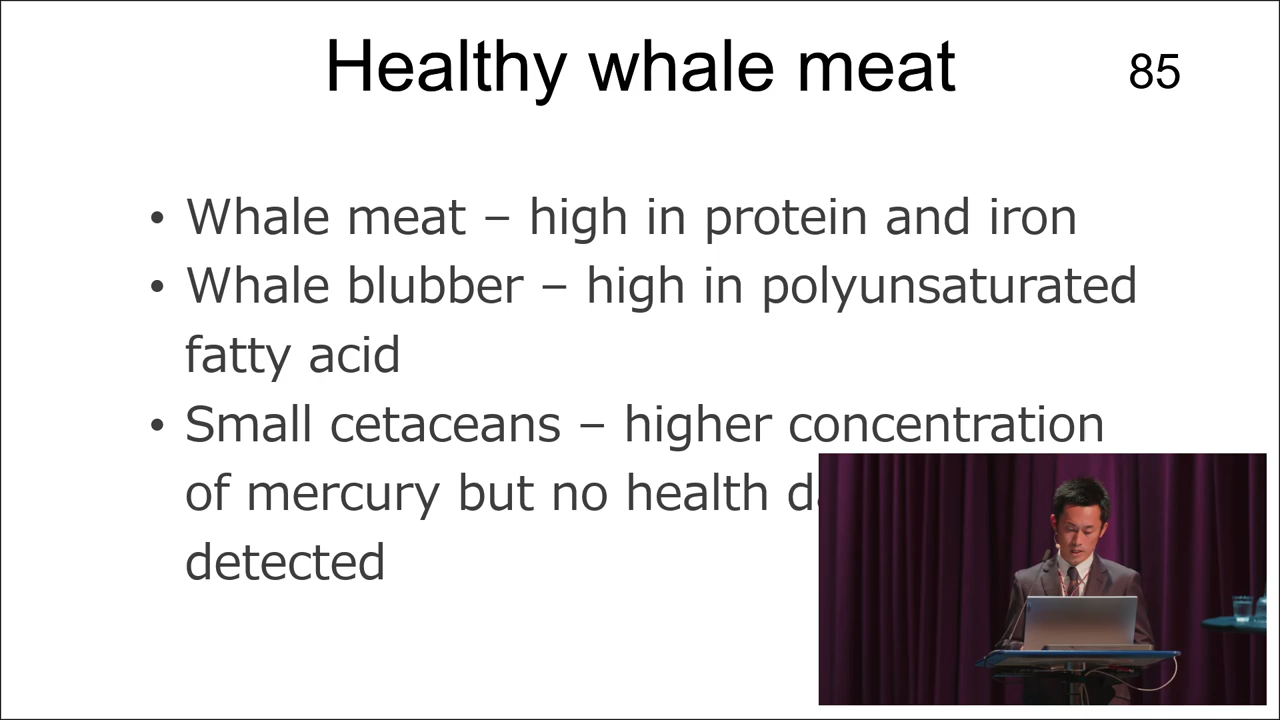 Healthy whale meat
85
• Whale meat – high in protein and iron
• Whale blubber – high in polyunsaturated
fatty acid
• Small cetaceans – higher concentration
of mercury but no health
detected